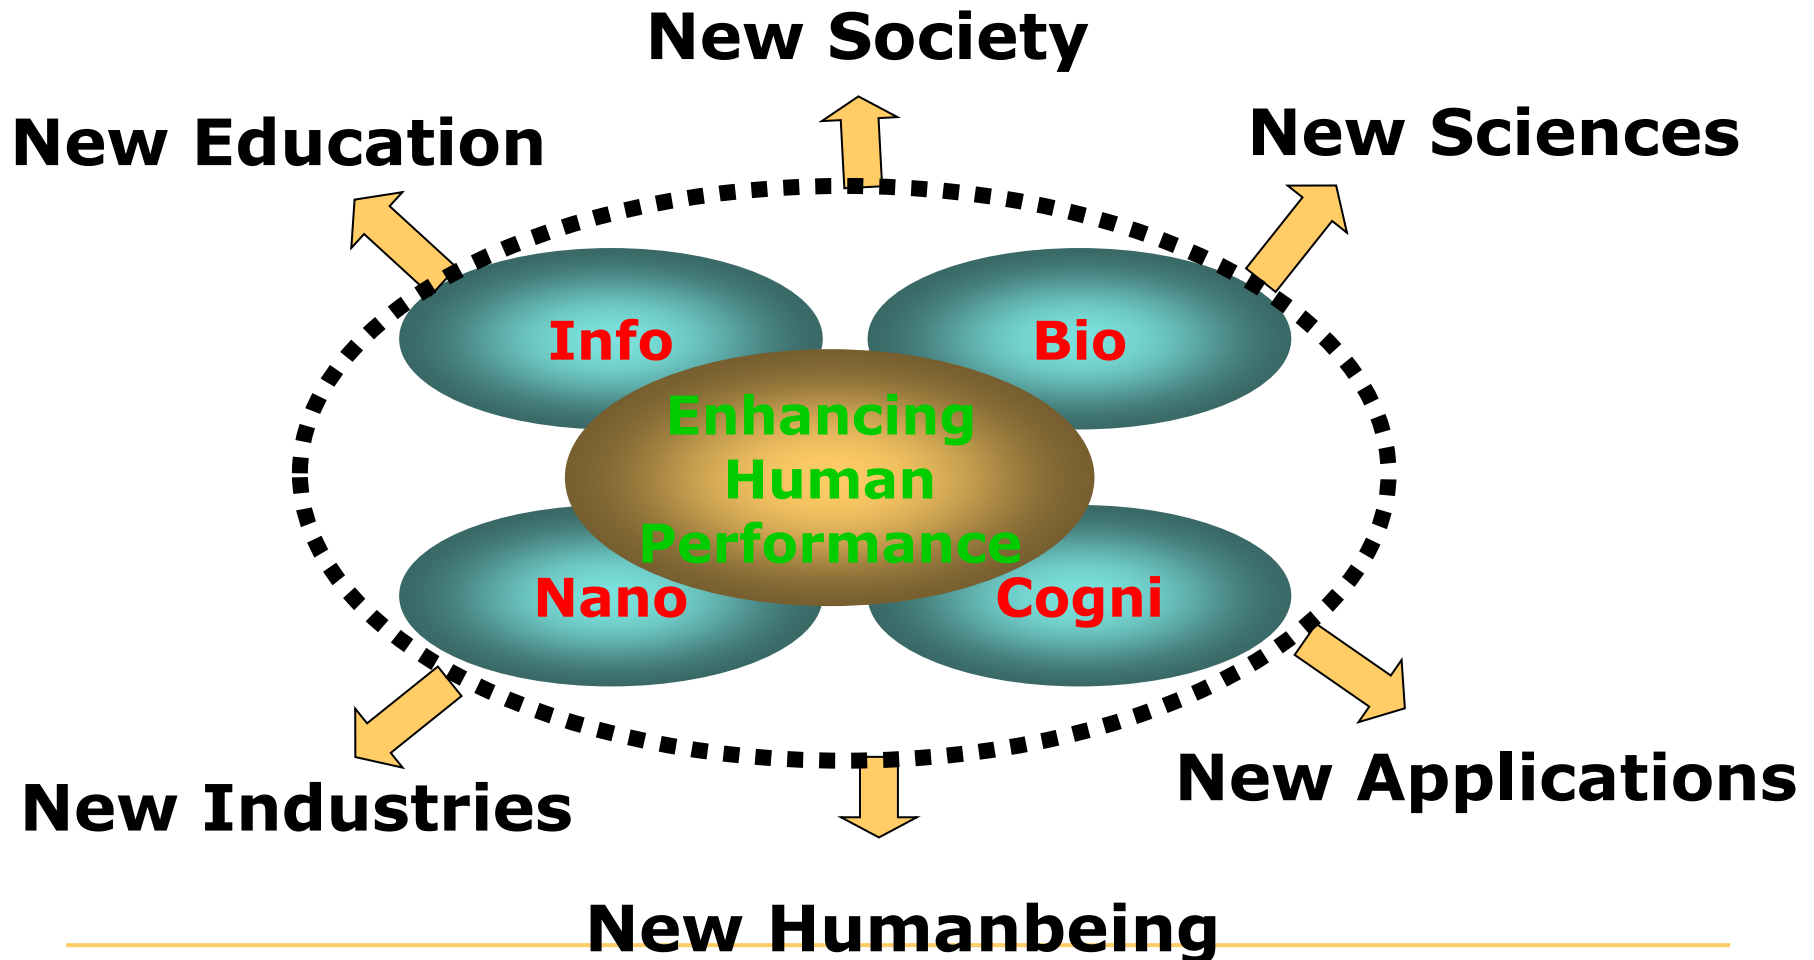 New Society
New Education
New Sciences
Info
Bio
Enhancing
Human
Performance
Nano
Cogni
New Industries
New Applications
New Humanbeing